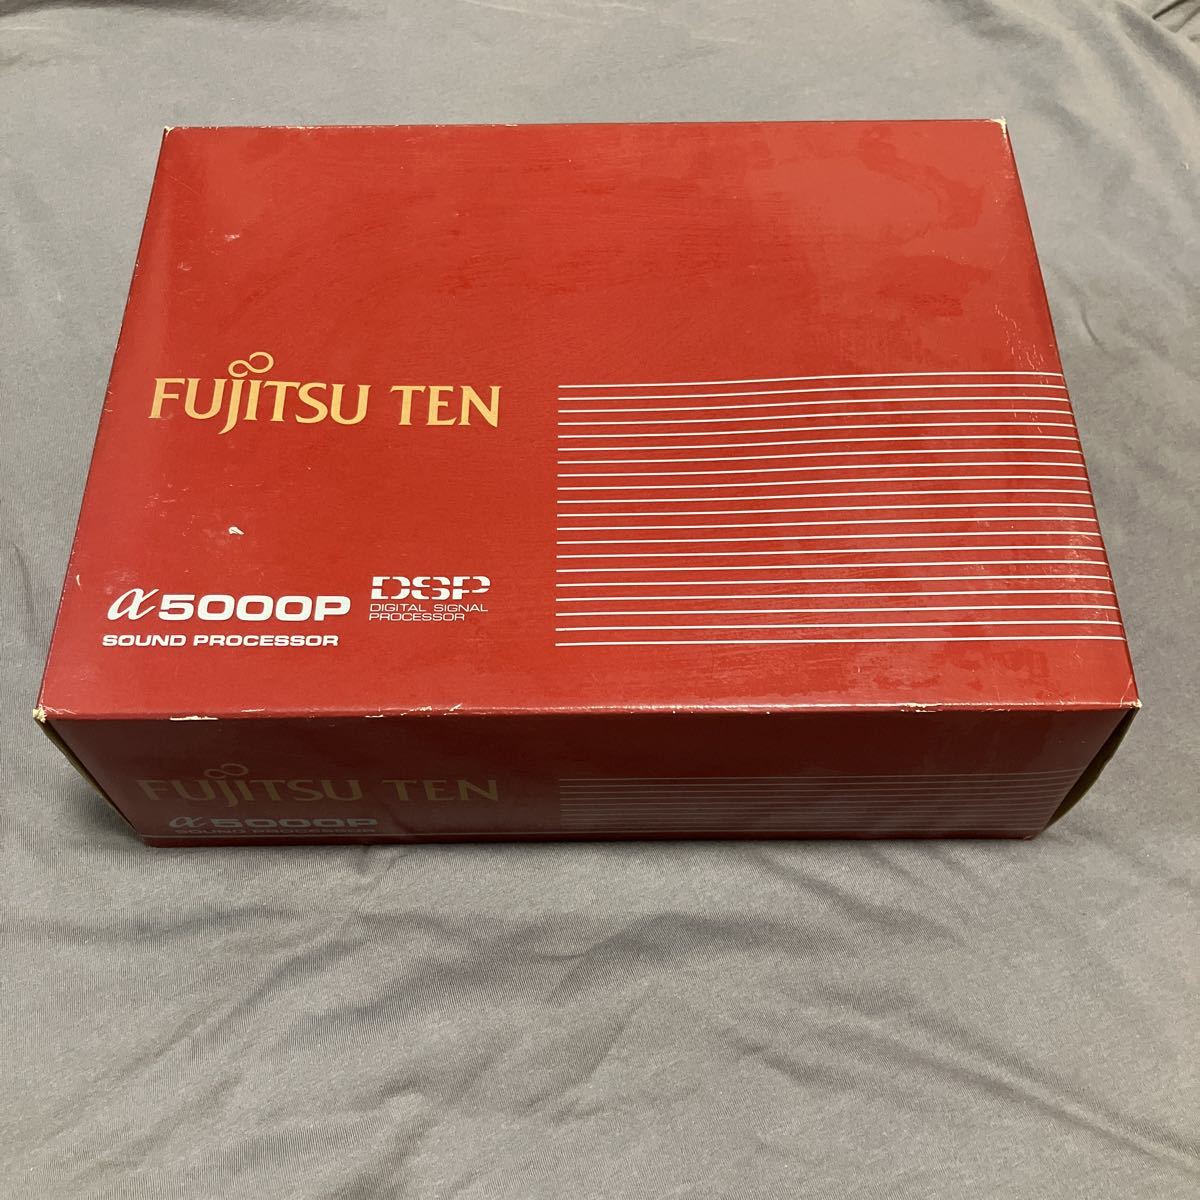 FUJITSU TEN
α5000P
SOUND PROCESSOR
DSP
DIGITAL SIGNAL
PROCESSOR
FUJITSU TEN
α5000P
SOUND PROCESSOR